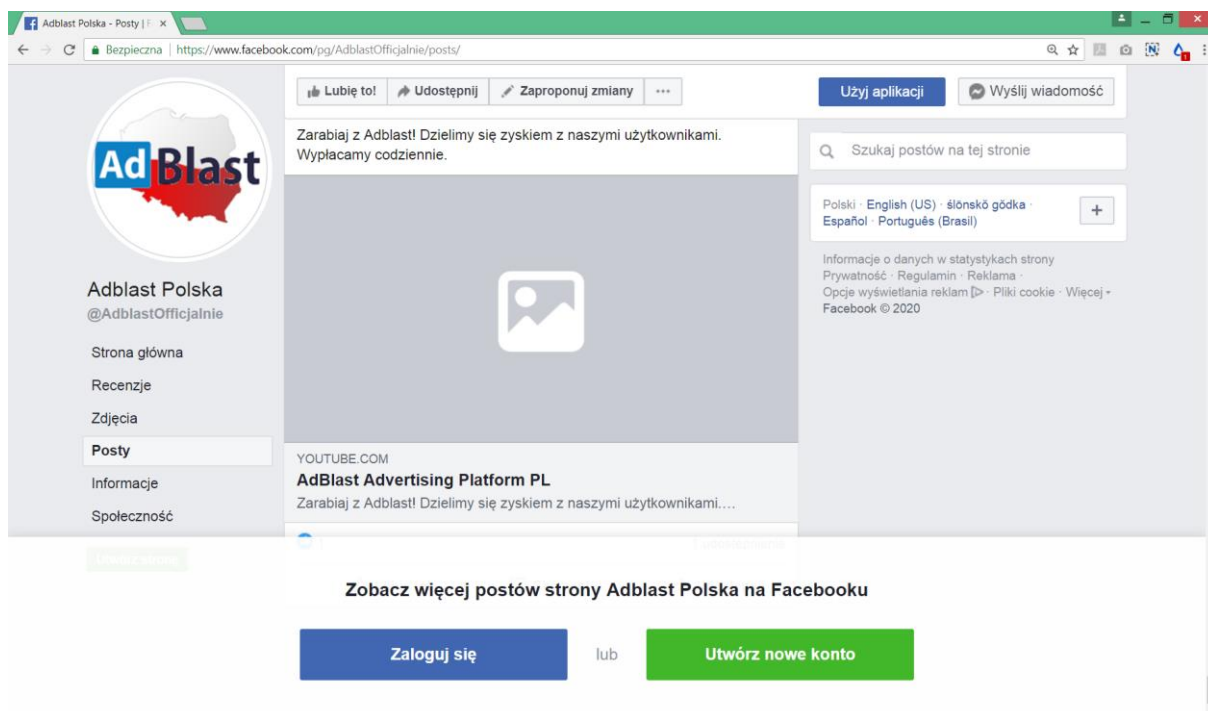 Adblast Polska - Posty | F
Bezpieczna | https://www.facebook.com/pg/AdblastOfficjalnie/posts/
AdBlast
Adblast Polska
@AdblastOfficjalnie
Strona główna
Recenzje
Zdjęcia
Posty
Informacje
Społeczność
Lubię to!
Udostępnij
Zaproponuj zmiany
Zarabiaj z Adblast! Dzielimy się zyskiem z naszymi użytkownikami.
Wypłacamy codziennie.
YOUTUBE.COM
AdBlast Advertising Platform PL
Zarabiaj z Adblast! Dzielimy się zyskiem z naszymi użytkownikami....
Użyj aplikacji
Wyślij wiadomość
Szukaj postów na tej stronie
Polski · English (US) · ślōnskŏ gŏdka ·
Español · Português (Brasil)
Informacje o danych w statystykach strony
Prywatność · Regulamin · Reklama ·
Opcje wyświetlania reklam · Pliki cookie · Więcej
Facebook © 2020
Zobacz więcej postów strony Adblast Polska na Facebooku
Zaloguj się
lub
Utwórz nowe konto